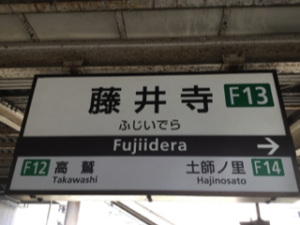 藤井寺 F13
ふじいでら
Fujiidera →
F12 高鷲 土師ノ里 F14
Takawashi Hajinosato